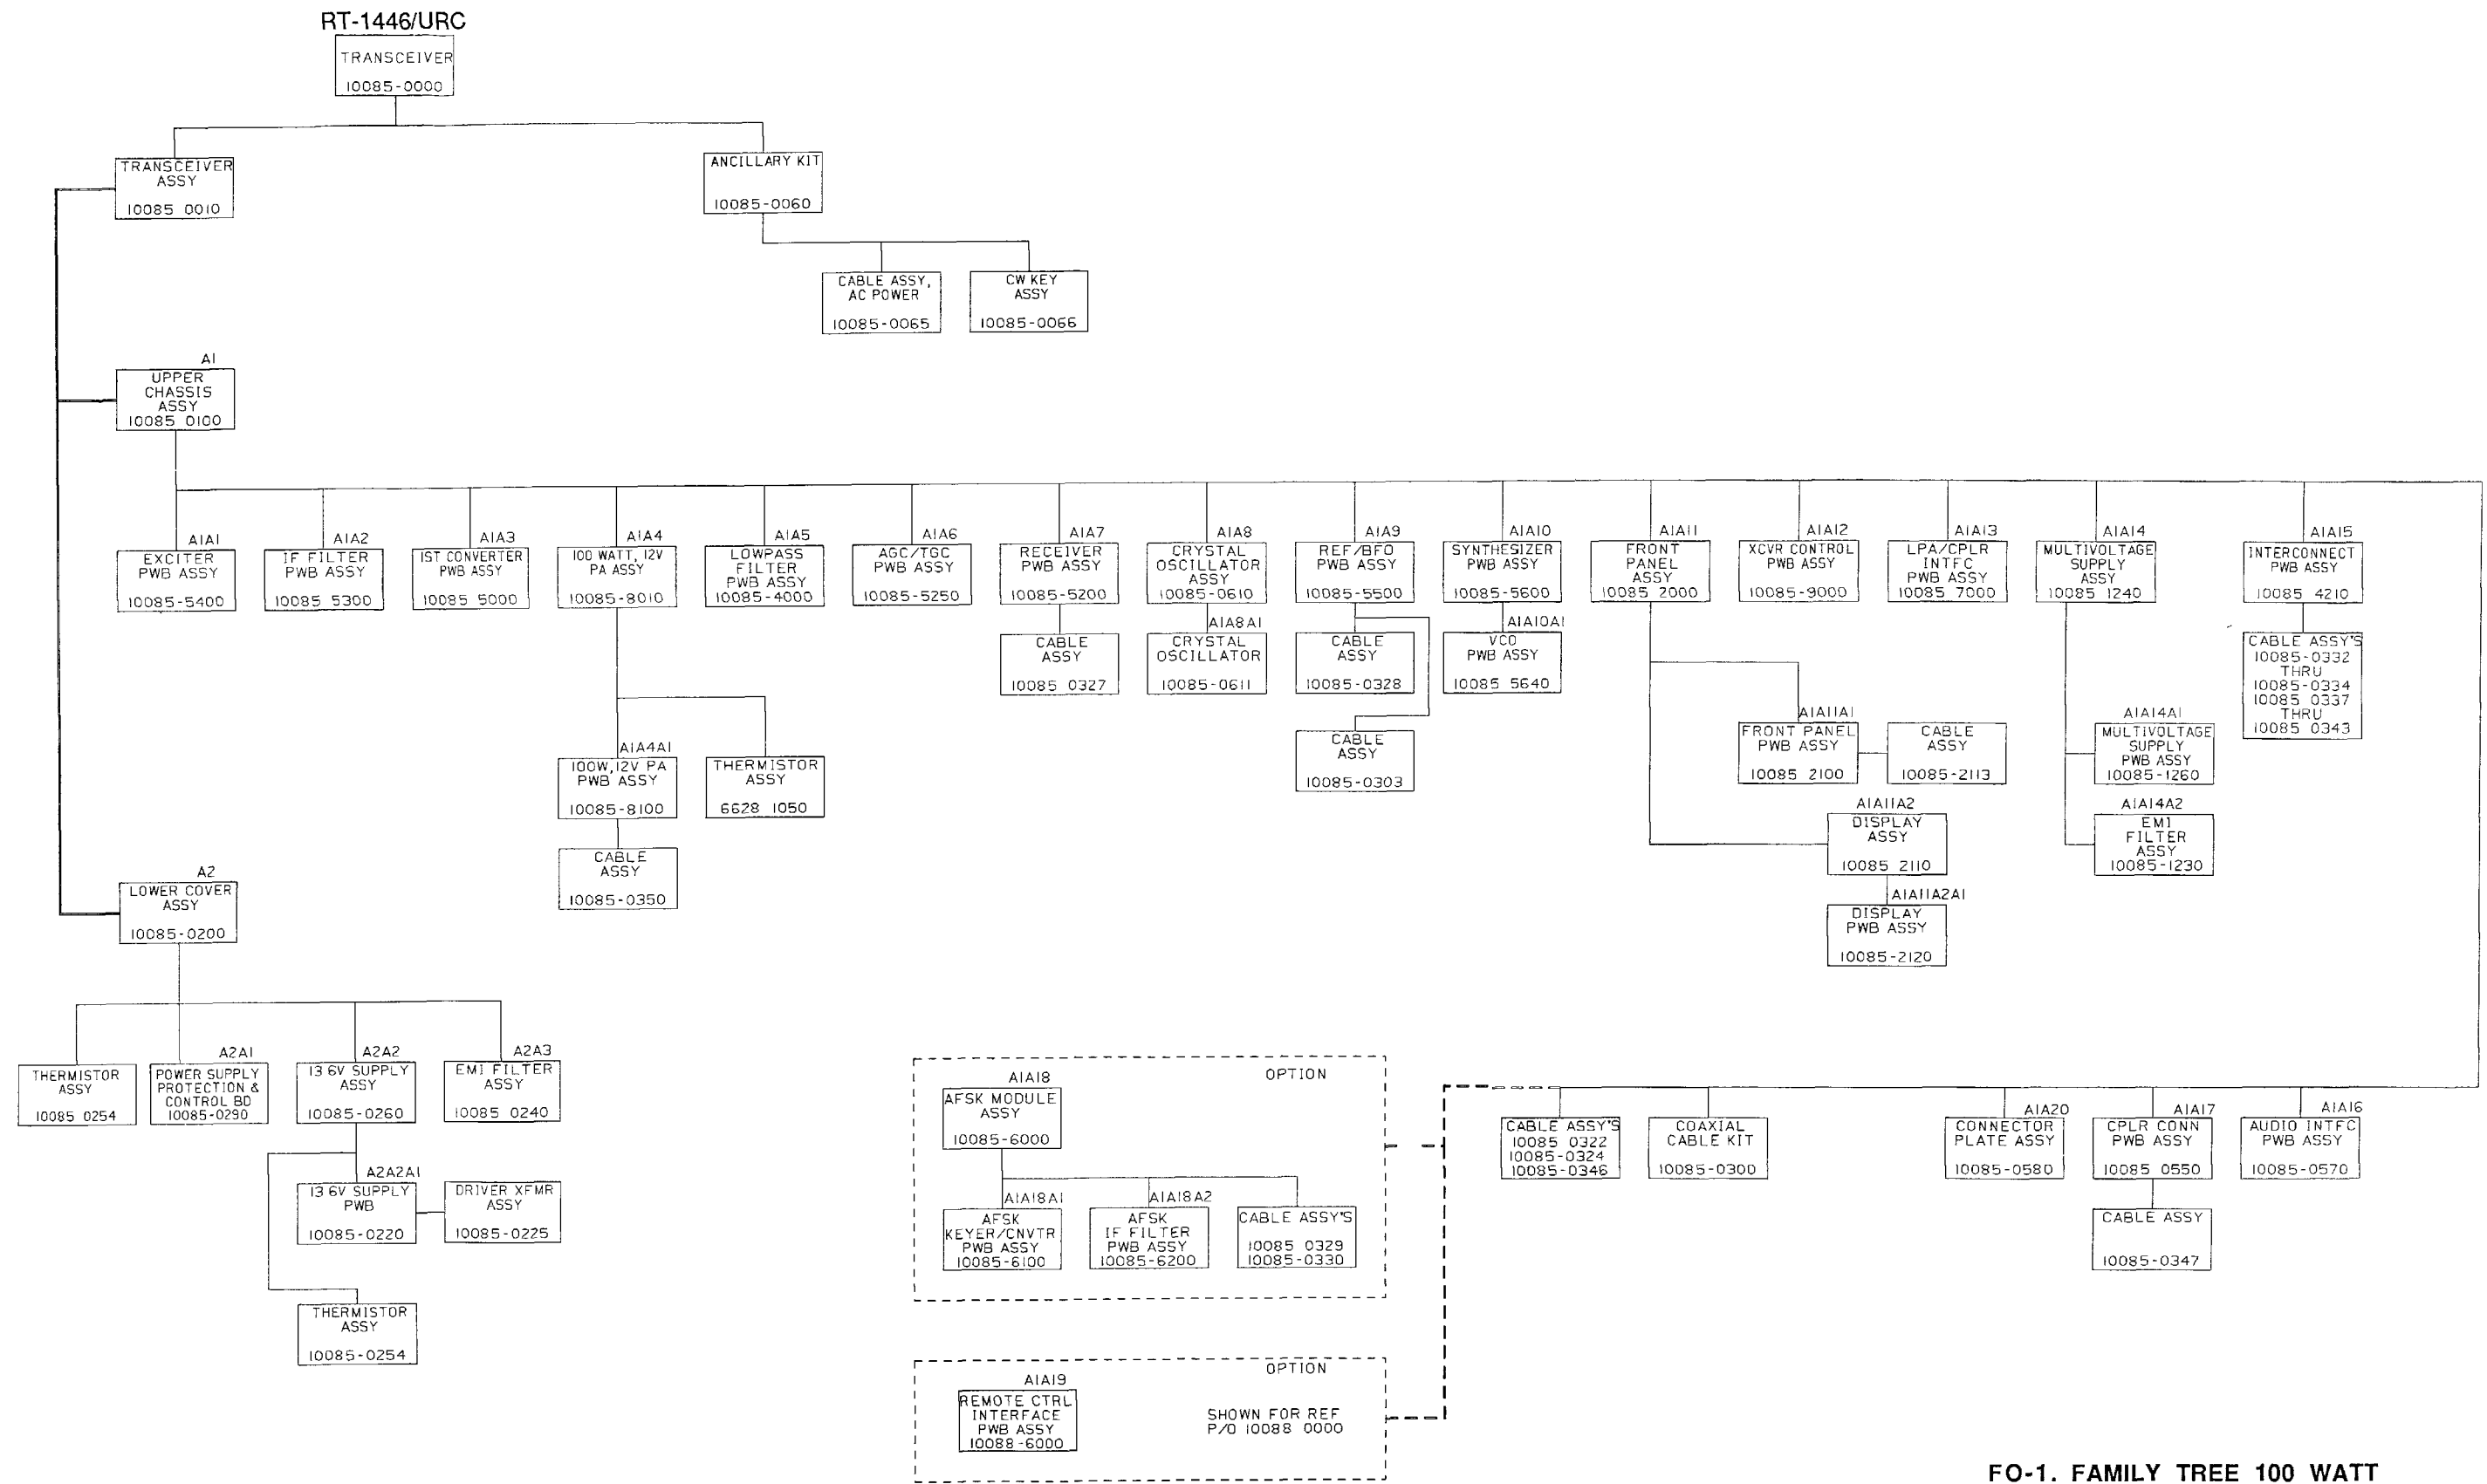 RT-1446/URC
TRANSCEIVER
10085-0000
TRANSCEIVER
ASSY
10085 0010
ANCILLARY KIT
10085-0060
CABLE ASSY,
AC POWER
10085-0065
CW KEY
ASSY
10085-0066
A1
UPPER
CHASSIS
ASSY
10085 0100
A1A1
EXCITER
PWB ASSY
10085-5400
A1A2
IF FILTER
PWB ASSY
10085 5300
A1A3
1ST CONVERTER
PWB ASSY
10085 5000
A1A4
100 WATT, 12V
PA ASSY
10085-8010
A1A5
LOWPASS
FILTER
PWB ASSY
10085-4000
A1A6
AGC/TGC
PWB ASSY
10085-5250
A1A7
RECEIVER
PWB ASSY
10085-5200
A1A8
CRYSTAL
OSCILLATOR
ASSY
10085-0610
A1A9
REF/BFO
PWB ASSY
10085-5500
A1A10
SYNTHESIZER
PWB ASSY
10085-5600
A1A11
FRONT
PANEL
ASSY
10085 2000
A1A12
XCVR CONTROL
PWB ASSY
10085-9000
A1A13
LPA/CPLR
INTFC
PWB ASSY
10085 7000
A1A14
MULTIVOLTAGE
SUPPLY
ASSY
10085 1240
A1A15
INTERCONNECT
PWB ASSY
10085 4210
CABLE
ASSY
10085 0327
A1A8A1
CRYSTAL
OSCILLATOR
10085-0611
CABLE
ASSY
10085-0328
A1A10A1
VCO
PWB ASSY
10085 5640
CABLE ASSY'S
10085-0332
THRU
10085-0334
10085 0337
THRU
10085 0343
A1A4A1
100W,12V PA
PWB ASSY
10085-8100
THERMISTOR
ASSY
6628 1050
CABLE
ASSY
10085-0303
A1A11A1
FRONT PANEL
PWB ASSY
10085 2100
CABLE
ASSY
10085-2113
A1A14A1
MULTIVOLTAGE
SUPPLY
PWB ASSY
10085-1260
CABLE
ASSY
10085-0350
A1A11A2
DISPLAY
ASSY
10085 2110
A1A14A2
EMI
FILTER
ASSY
10085-1230
A1A11A2A1
DISPLAY
PWB ASSY
10085-2120
A2
LOWER COVER
ASSY
10085-0200
THERMISTOR
ASSY
10085 0254
A2A1
POWER SUPPLY
PROTECTION &
CONTROL BD
10085-0290
A2A2
13 6V SUPPLY
ASSY
10085-0260
A2A3
EMI FILTER
ASSY
10085 0240
A2A2A1
13 6V SUPPLY
PWB
10085-0220
DRIVER XFMR
ASSY
10085-0225
THERMISTOR
ASSY
10085-0254
OPTION
A1A18
AFSK MODULE
ASSY
10085-6000
A1A18A1
AFSK
KEYER/CNVTR
PWB ASSY
10085-6100
A1A18A2
AFSK
IF FILTER
PWB ASSY
10085-6200
CABLE ASSY'S
10085 0329
10085-0330
CABLE ASSY'S
10085 0322
10085-0324
10085-0346
COAXIAL
CABLE KIT
10085-0300
A1A20
CONNECTOR
PLATE ASSY
10085-0580
A1A17
CPLR CONN
PWB ASSY
10085 0550
A1A16
AUDIO INTFC
PWB ASSY
10085-0570
CABLE ASSY
10085-0347
OPTION
A1A19
REMOTE CTRL
INTERFACE
PWB ASSY
10088-6000
SHOWN FOR REF
P/O 10088 0000
FO-1. FAMILY TREE 100 WATT